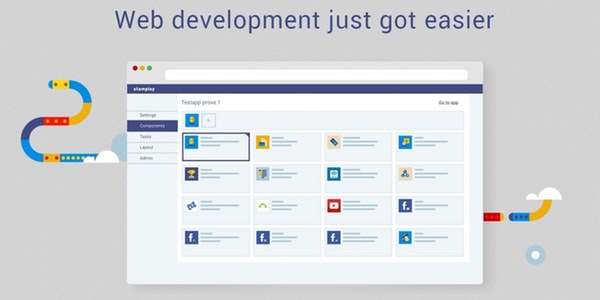 Web development just got easier
stamplay
Testapp prova 1
Go to app
Settings
Components
Tasks
Layout
Admin